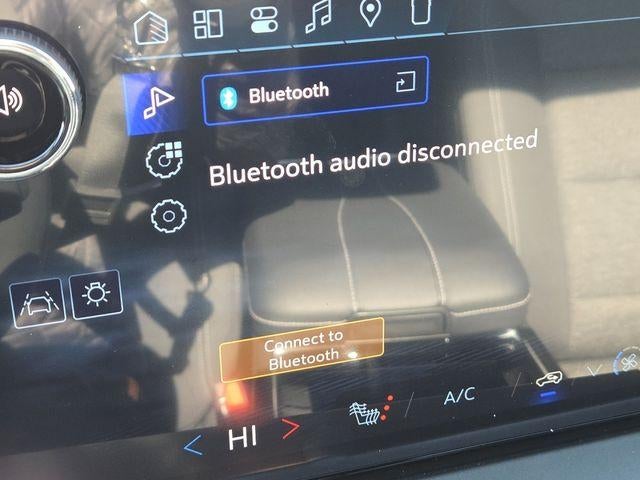 Bluetooth
Bluetooth audio disconnected
Connect to
Bluetooth
HI
A/C